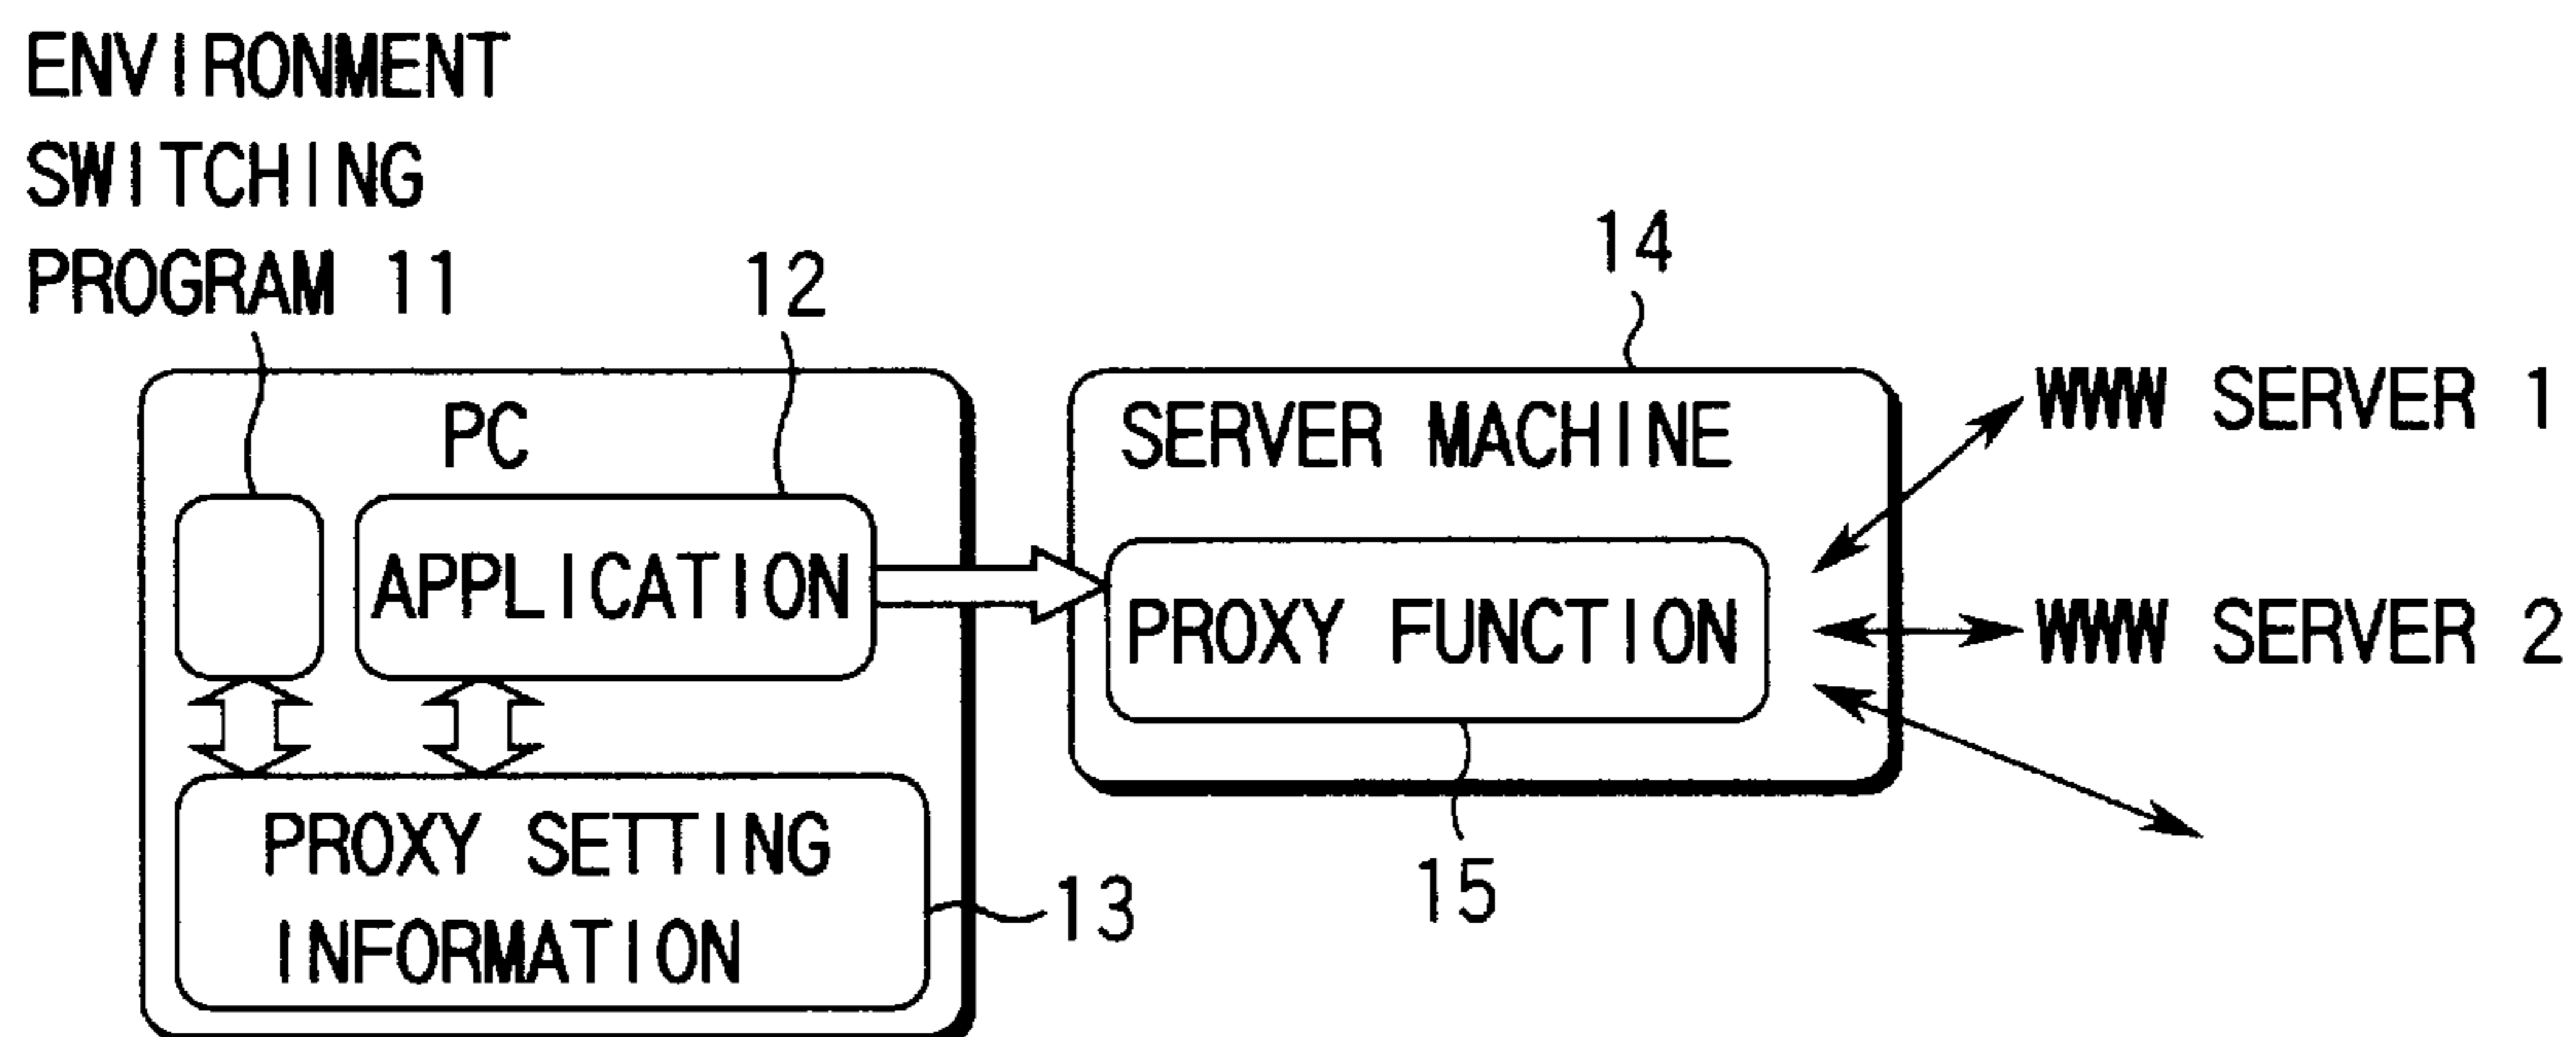 ENVIRONMENT
SWITCHING
PROGRAM 11
12
14
PC
SERVER MACHINE
WWW SERVER 1
APPLICATION
PROXY FUNCTION
WWW SERVER 2
PROXY SETTING
INFORMATION
13
15